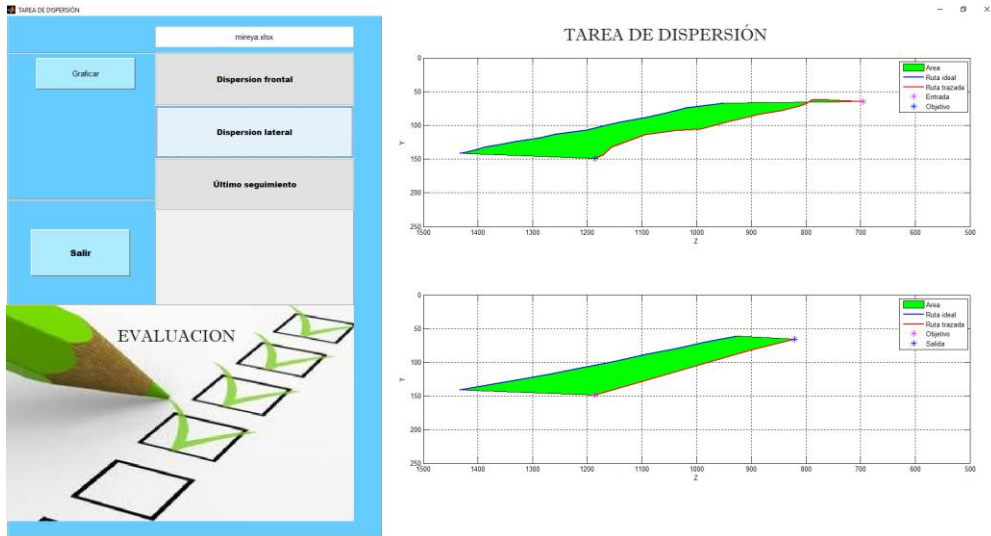 TAREA DE DISPERSIÓN
mireya.xlsx
Graficar
Dispersion frontal
Dispersion lateral
Último seguimiento
Salir
EVALUACION
TAREA DE DISPERSIÓN
0
50
100
150
200
250
Y
1500 1400 1300 1200 1100 1000 900 800 700 600 500
Z
Area
Ruta ideal
Ruta trazada
Entrada
Objetivo
0
50
100
150
200
250
Y
1500 1400 1300 1200 1100 1000 900 800 700 600 500
Z
Area
Ruta ideal
Ruta trazada
Objetivo
Salida